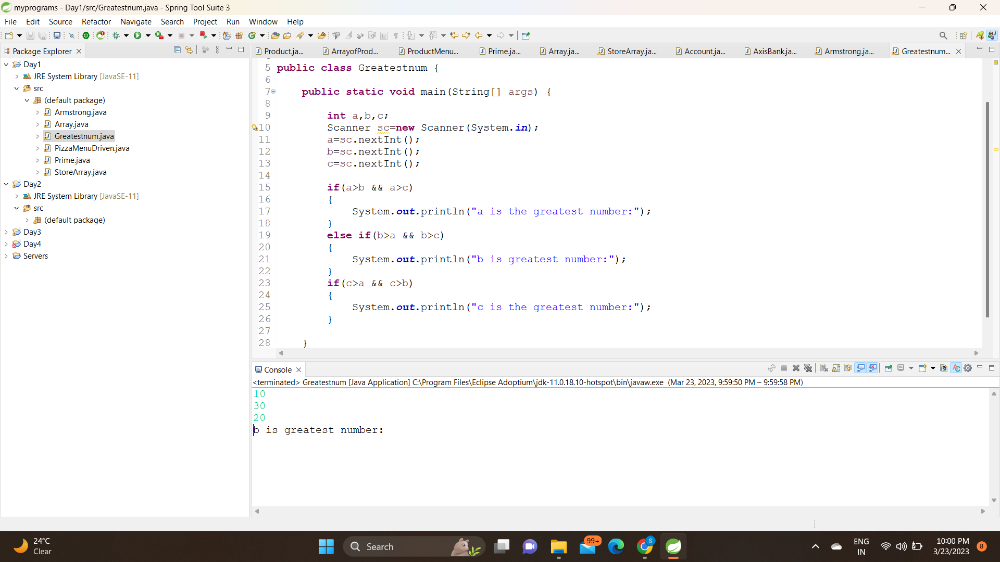 myprograms - Day1/src/Greatestnum.java - Spring Tool Suite 3
File Edit Source Refactor Navigate Search Project Run Window Help
Package Explorer
Product.ja... ArrayofProd... ProductMenu... Prime.ja... Array.ja... StoreArray.ja... Account.ja... AxisBank.ja... Armstrong.ja... Greatestnum...
Day1
JRE System Library [JavaSE-11]
src
(default package)
Armstrong.java
Array.java
Greatestnum.java
PizzaMenuDriven.java
Prime.java
StoreArray.java
Day2
JRE System Library [JavaSE-11]
src
(default package)
Day3
Day4
Servers
5 public class Greatestnum {
6
7 public static void main(String[] args) {
8
9 int a,b,c;
10 Scanner sc=new Scanner(System.in);
11 a=sc.nextInt();
12 b=sc.nextInt();
13 c=sc.nextInt();
14
15 if(a>b && a>c)
16 {
17 System.out.println("a is the greatest number:");
18 }
19 else if(b>a && b>c)
20 {
21 System.out.println("b is greatest number:");
22 }
23 if(c>a && c>b)
24 {
25 System.out.println("c is the greatest number:");
26 }
27
28 }
Console
<terminated> Greatestnum [Java Application] C:\Program Files\Eclipse Adoptium\jdk-11.0.18.10-hotspot\bin\javaw.exe (Mar 23, 2023, 9:59:50 PM – 9:59:58 PM)
10
30
20
b is greatest number:
24°C
Clear
Search
99+
S
ENG
IN
10:00 PM
3/23/2023
8